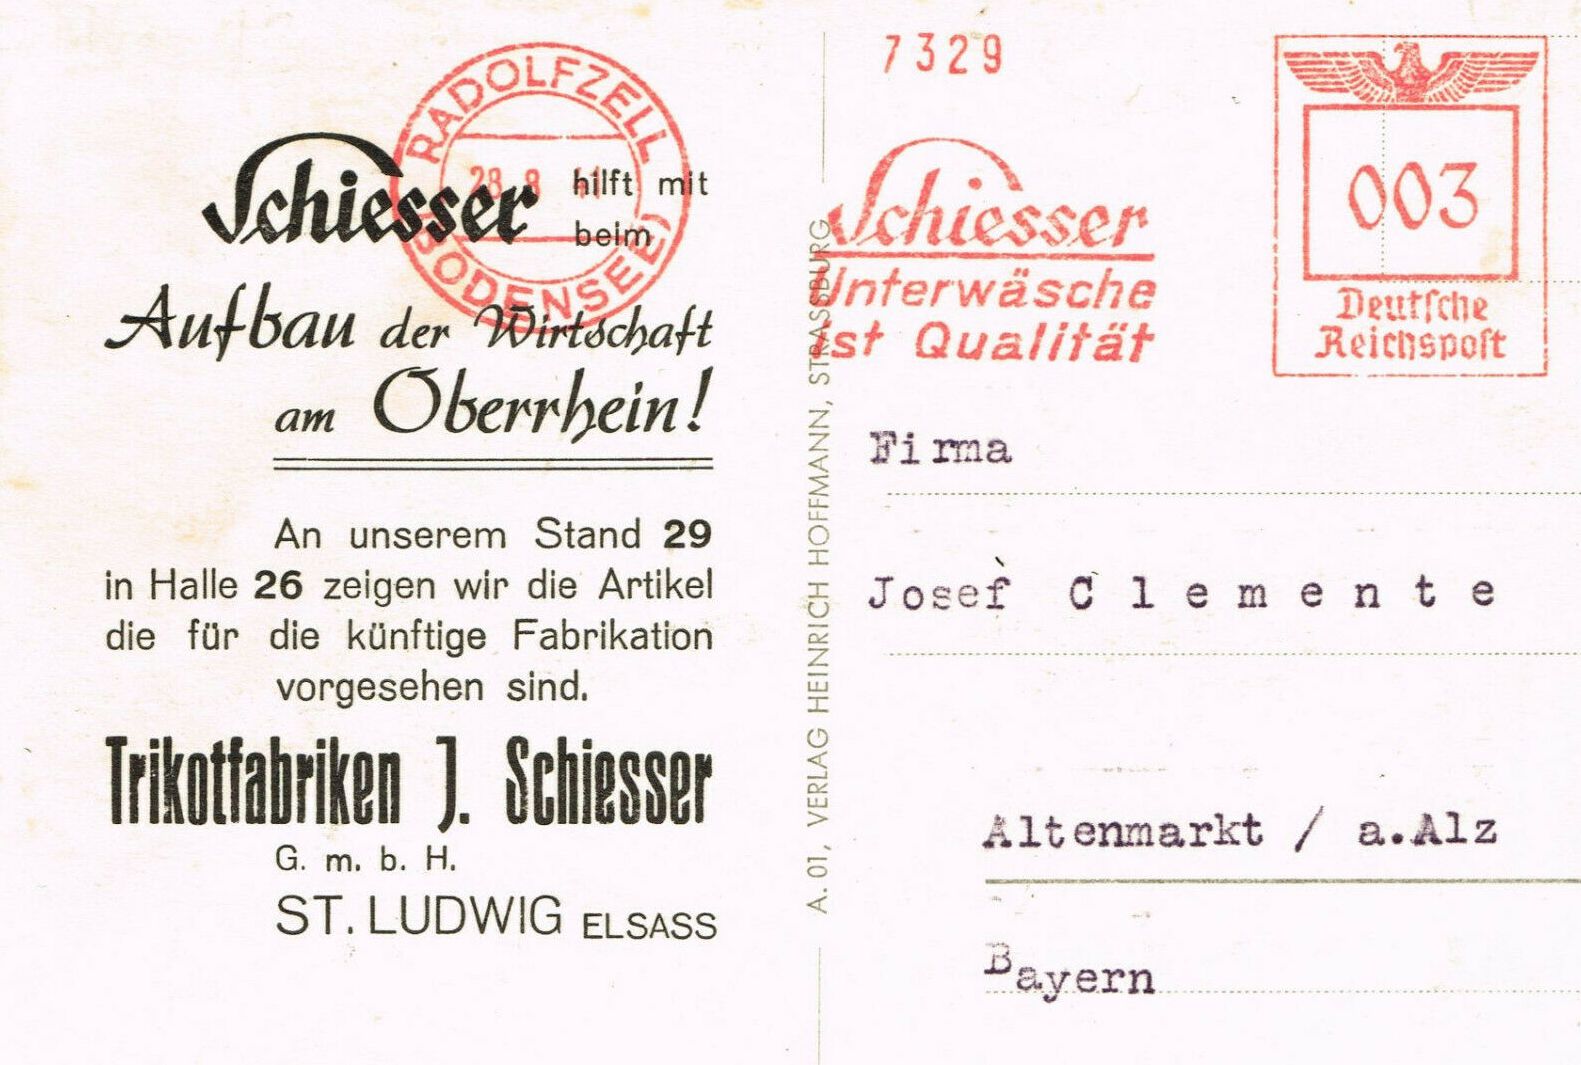 Schiesser hilft mit
beim
Aufbau der Wirtschaft
am Oberrhein!
An unserem Stand 29
in Halle 26 zeigen wir die Artikel
die für die künftige Fabrikation
vorgesehen sind.
Trikotfabriken J. Schiesser
G. m. b. H.
ST. LUDWIG ELSASS
RADOLFZELL
28. 8. 41
(BODENSEE)
A. 01, VERLAG HEINRICH HOFFMANN, STRASSBURG
7329
Schiesser
Unterwäsche
ist Qualität
003
Deutſche
Reichspoſt
Firma
Josef Clemente
Altenmarkt / a.Alz
Bayern